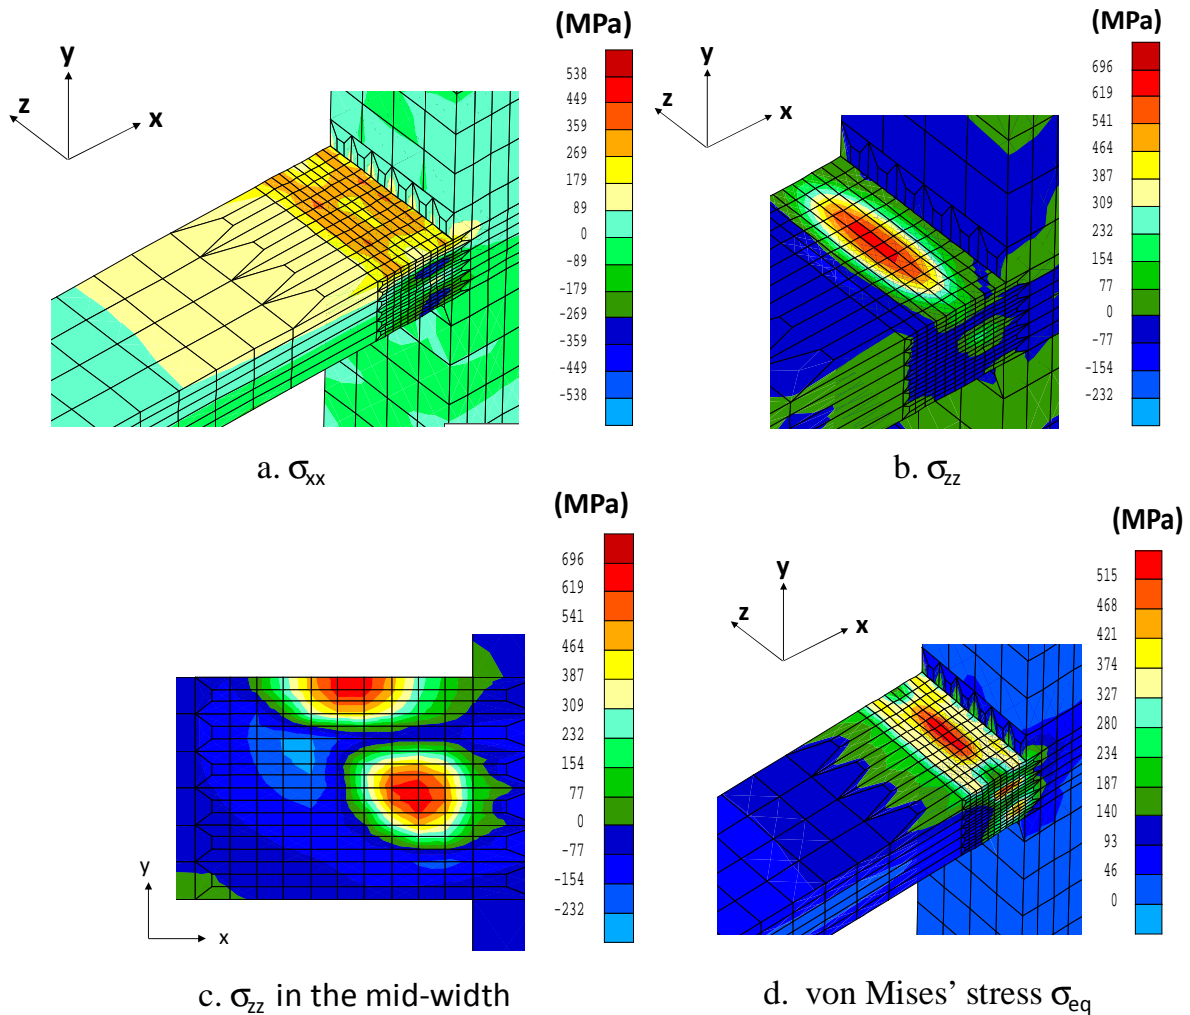 (MPa)
y
z
x
538
449
359
269
179
89
0
-89
-179
-269
-359
-449
-538
a. σxx
(MPa)
y
z
x
696
619
541
464
387
309
232
154
77
0
-77
-154
-232
b. σzz
(MPa)
696
619
541
464
387
309
232
154
77
0
-77
-154
-232
y
x
c. σzz in the mid-width
(MPa)
y
z
x
515
468
421
374
327
280
234
187
140
93
46
0
d. von Mises’ stress σeq